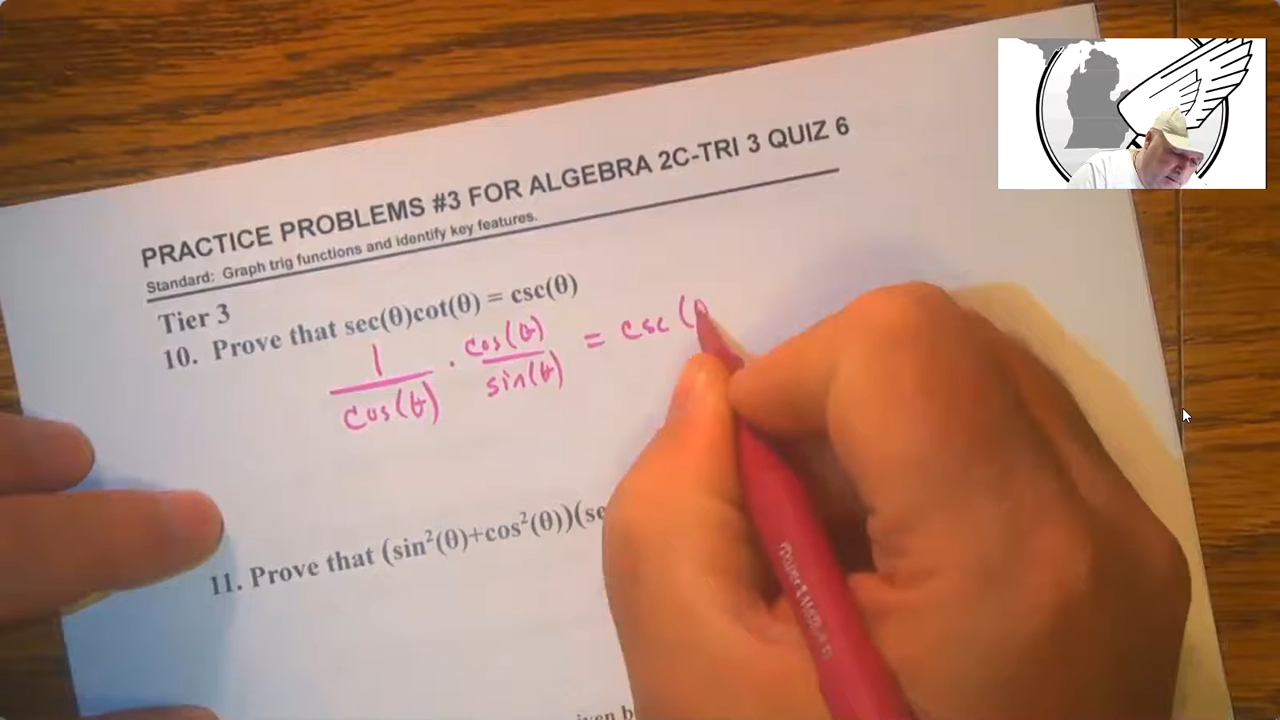 PRACTICE PROBLEMS #3 FOR ALGEBRA 2C-TRI 3 QUIZ 6
Standard: Graph trig functions and identify key features.
Tier 3
10. Prove that sec(θ)cot(θ) = csc(θ)
1/cos(θ) · cos(θ)/sin(θ) = csc (θ
11. Prove that (sin²(θ)+cos²(θ))(se